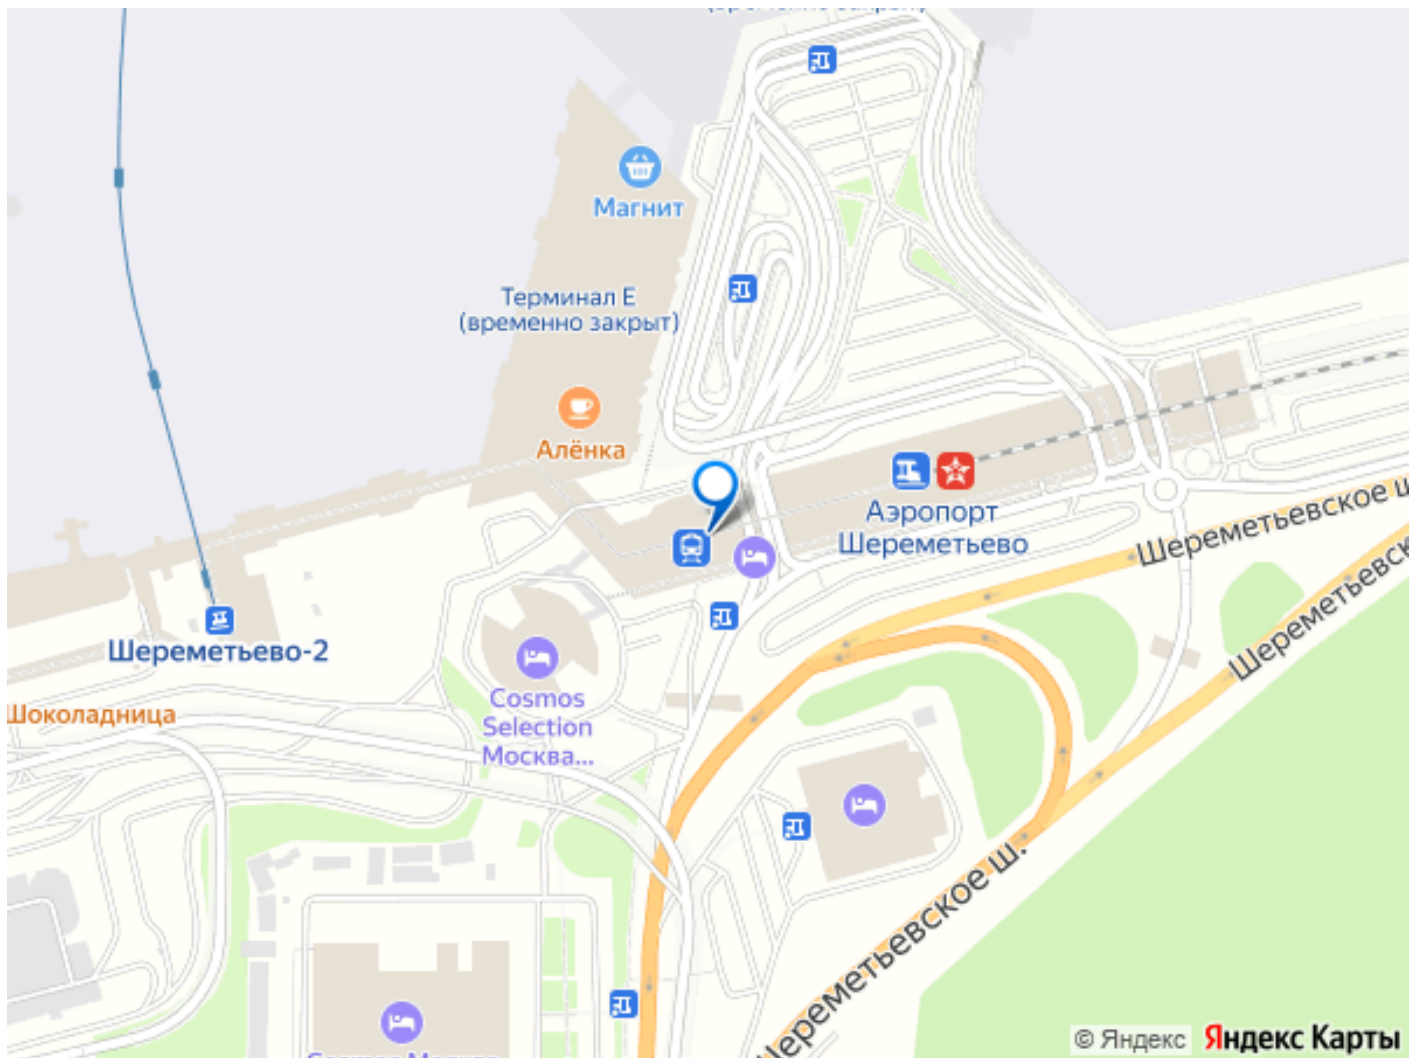 Магнит
Терминал Е
(временно закрыт)
Алёнка
Аэропорт
Шереметьево
Шереметьевское ш
Шереметьевск
Шереметьево-2
Cosmos
Selection
Москва...
Шоколадница
Шереметьевское ш.
© Яндекс Яндекс Карты